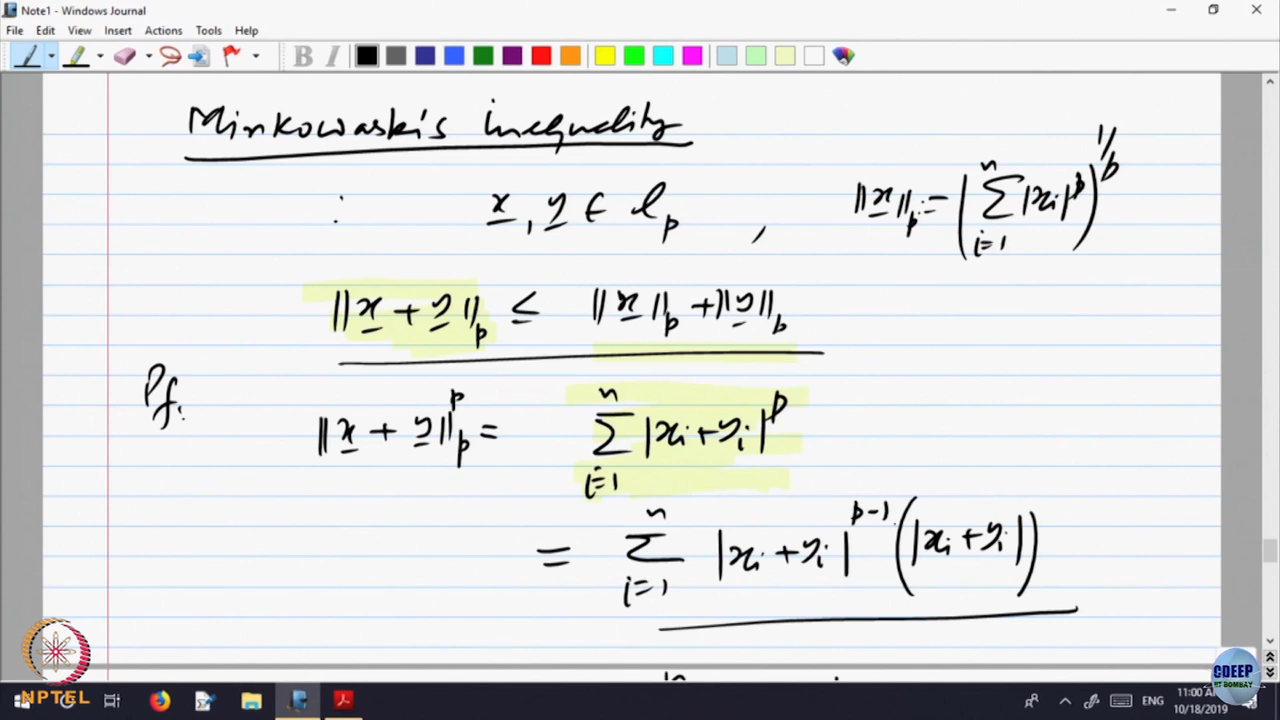 Note1 - Windows Journal
File Edit View Insert Actions Tools Help
B I
Minkowaski's inequality
: x, y ∈ l_p , ||x||_p = (∑_{i=1}^n |x_i|^p)^{1/p}
||x + y||_p ≤ ||x||_p + ||y||_p
Pf.
||x + y||_p^p = ∑_{i=1}^n |x_i + y_i|^p
= ∑_{i=1}^n |x_i + y_i|^{p-1} (|x_i + y_i|)
NPTEL
CDEEP
IIT BOMBAY
ENG
11:00 AM
10/18/2019